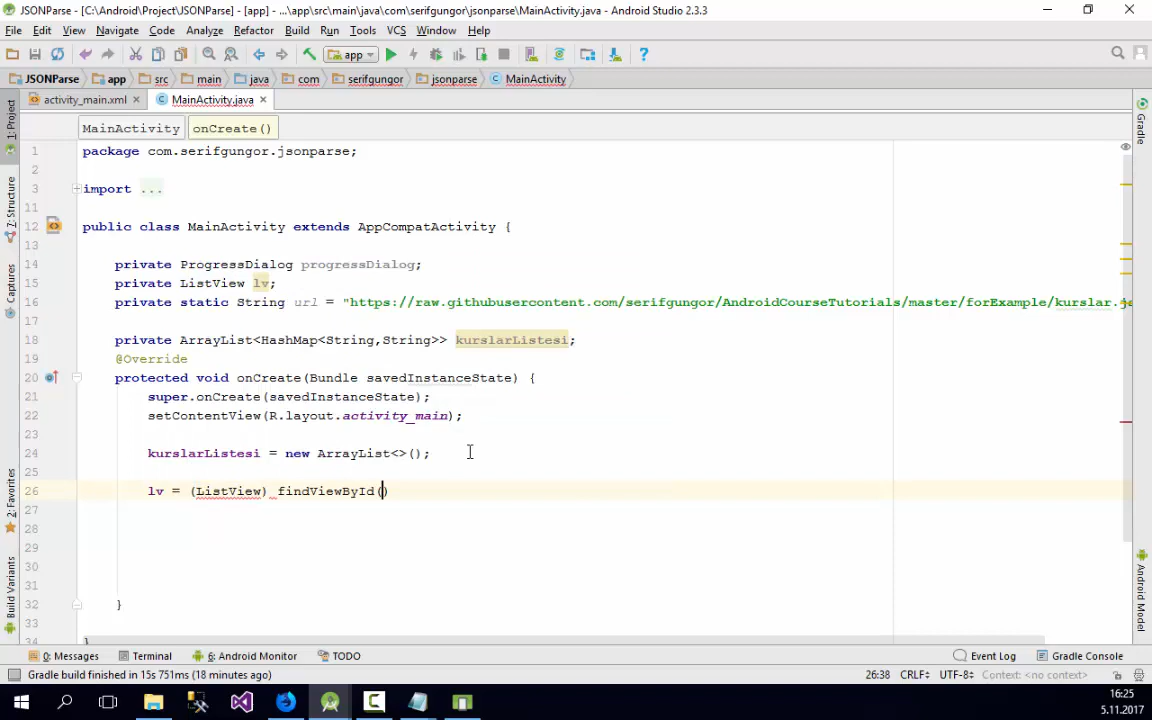 JSONParse - [C:\Android\Project\JSONParse] - [app] - ...\app\src\main\java\com\serifgungor\jsonparse\MainActivity.java - Android Studio 2.3.3
File Edit View Navigate Code Analyze Refactor Build Run Tools VCS Window Help
app
JSONParse app src main java com serifgungor jsonparse MainActivity
activity_main.xml MainActivity.java
MainActivity onCreate()
1 package com.serifgungor.jsonparse;
2
3 import ...
11
12 public class MainActivity extends AppCompatActivity {
13
14 private ProgressDialog progressDialog;
15 private ListView lv;
16 private static String url = "https://raw.githubusercontent.com/serifgungor/AndroidCourseTutorials/master/forExample/kurslar.js
17
18 private ArrayList<HashMap<String,String>> kurslarListesi;
19 @Override
20 protected void onCreate(Bundle savedInstanceState) {
21 super.onCreate(savedInstanceState);
22 setContentView(R.layout.activity_main);
23
24 kurslarListesi = new ArrayList<>();
25
26 lv = (ListView) findViewById()
27
28
29
30
31
32 }
34 }
1: Project
7: Structure
Captures
2: Favorites
Build Variants
Gradle
Android Model
0: Messages Terminal 6: Android Monitor TODO Event Log Gradle Console
Gradle build finished in 15s 751ms (18 minutes ago) 26:38 CRLF÷ UTF-8÷ Context: <no context>
16:25
5.11.2017